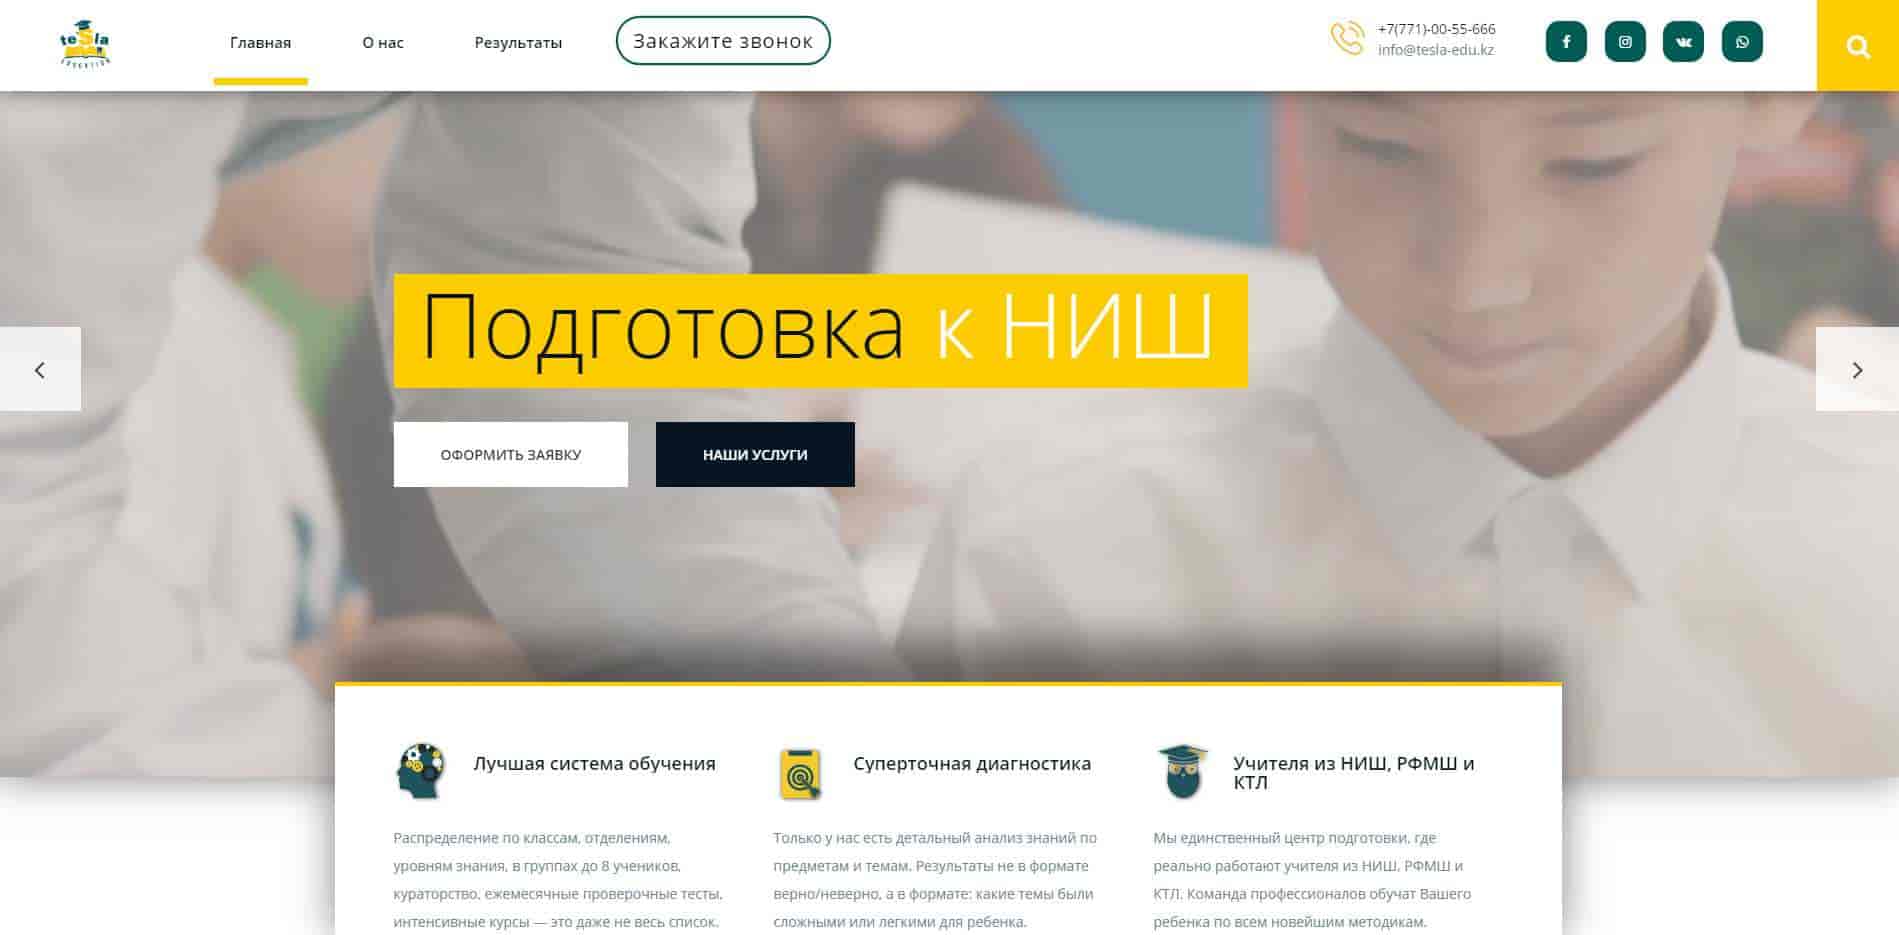 teSla
EDUCATION
Главная
О нас
Результаты
Закажите звонок
+7(771)-00-55-666
info@tesla-edu.kz
Подготовка к НИШ
ОФОРМИТЬ ЗАЯВКУ
НАШИ УСЛУГИ
Лучшая система обучения
Распределение по классам, отделениям,
уровням знания, в группах до 8 учеников,
кураторство, ежемесячные проверочные тесты,
интенсивные курсы — это даже не весь список.
Суперточная диагностика
Только у нас есть детальный анализ знаний по
предметам и темам. Результаты не в формате
верно/неверно, а в формате: какие темы были
сложными или легкими для ребенка.
Учителя из НИШ, РФМШ и
КТЛ
Мы единственный центр подготовки, где
реально работают учителя из НИШ, РФМШ и
КТЛ. Команда профессионалов обучат Вашего
ребенка по всем новейшим методикам.